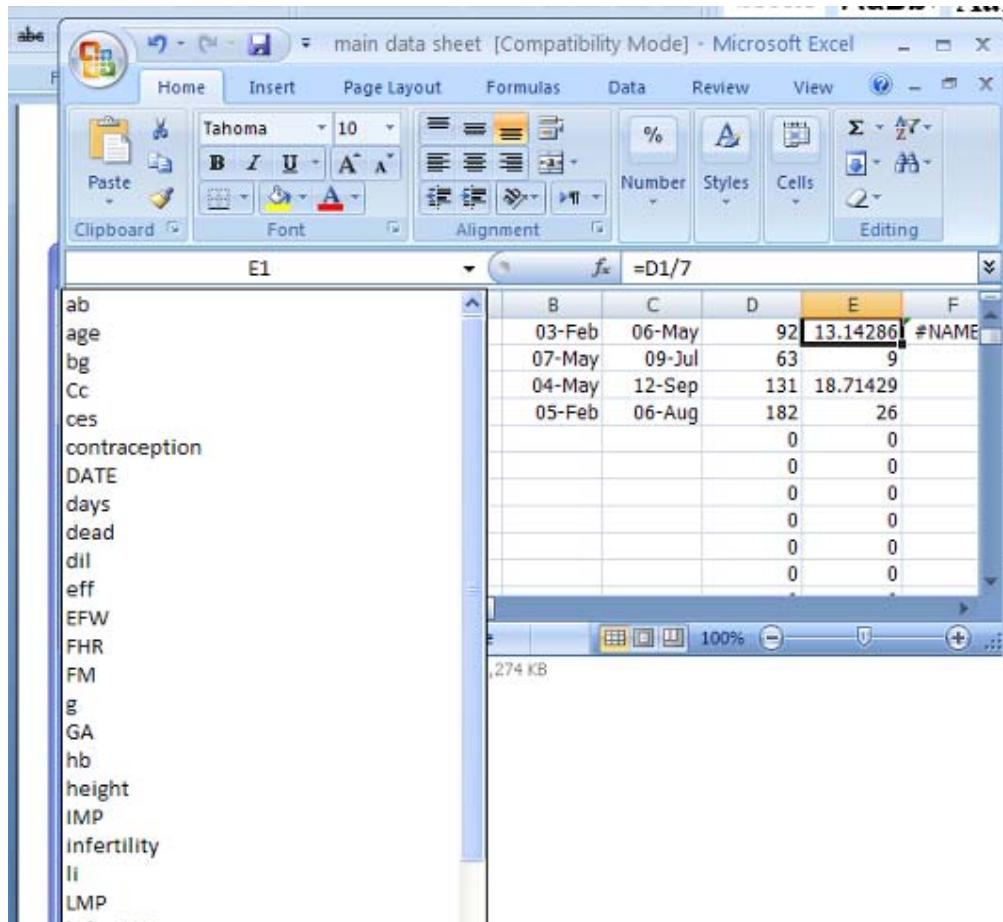 abe
main data sheet [Compatibility Mode] - Microsoft Excel
Home Insert Page Layout Formulas Data Review View
Tahoma 10
B I U A A
Paste
% Number
A Styles
Cells
Σ
Clipboard Font Alignment Editing
E1 fx =D1/7
B C D E F
03-Feb 06-May 92 13.14286 #NAME
07-May 09-Jul 63 9
04-May 12-Sep 131 18.71429
05-Feb 06-Aug 182 26
0 0
0 0
0 0
0 0
0 0
0 0
100%
,274 KB
ab
age
bg
Cc
ces
contraception
DATE
days
dead
dil
eff
EFW
FHR
FM
g
GA
hb
height
IMP
infertility
li
LMP